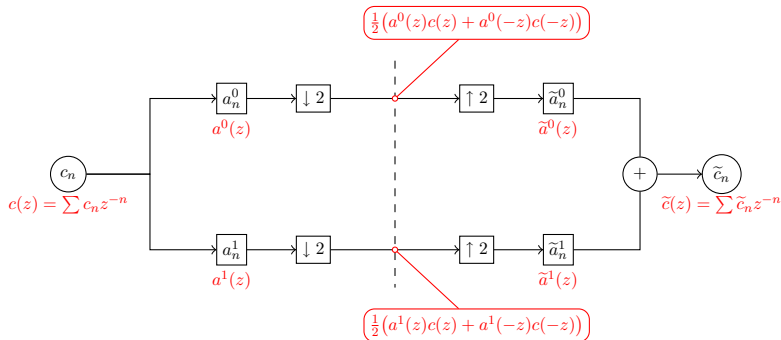 ½(a⁰(z)c(z) + a⁰(−z)c(−z))
a⁰ₙ ↓ 2 ↑ 2 ã⁰ₙ
a⁰(z) ã⁰(z)
cₙ + c̃ₙ
c(z) = ∑ cₙz⁻ⁿ c̃(z) = ∑ c̃ₙz⁻ⁿ
a¹ₙ ↓ 2 ↑ 2 ã¹ₙ
a¹(z) ã¹(z)
½(a¹(z)c(z) + a¹(−z)c(−z))